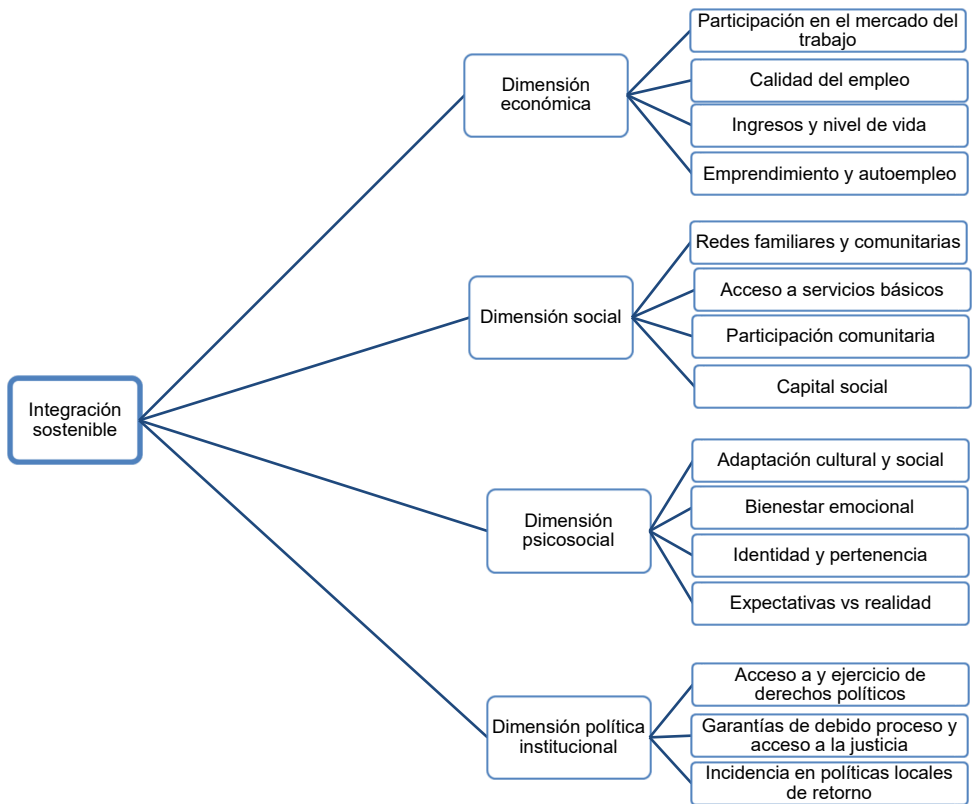 Integración
sostenible
Dimensión
económica
Participación en el mercado del
trabajo
Calidad del empleo
Ingresos y nivel de vida
Emprendimiento y autoempleo
Dimensión social
Redes familiares y comunitarias
Acceso a servicios básicos
Participación comunitaria
Capital social
Dimensión
psicosocial
Adaptación cultural y social
Bienestar emocional
Identidad y pertenencia
Expectativas vs realidad
Dimensión política
institucional
Acceso a y ejercicio de
derechos políticos
Garantías de debido proceso y
acceso a la justicia
Incidencia en políticas locales
de retorno